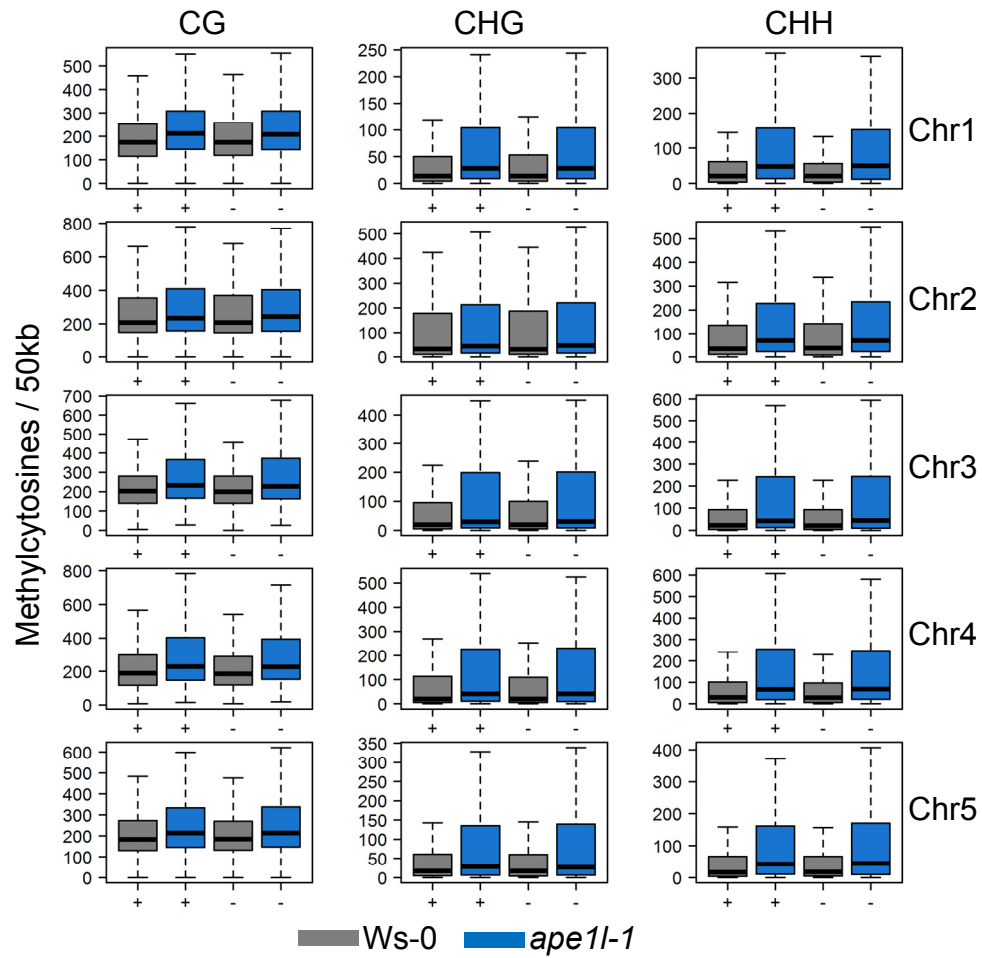 CG CHG CHH
Methylcytosines / 50kb
500 400 300 200 100 0
+ + - -
250 200 150 100 50 0
+ + - -
300 200 100 0
+ + - -
Chr1
800 600 400 200 0
+ + - -
500 400 300 200 100 0
+ + - -
500 400 300 200 100 0
+ + - -
Chr2
700 600 500 400 300 200 100 0
+ + - -
400 300 200 100 0
+ + - -
600 500 400 300 200 100 0
+ + - -
Chr3
800 600 400 200 0
+ + - -
500 400 300 200 100 0
+ + - -
600 500 400 300 200 100 0
+ + - -
Chr4
600 500 400 300 200 100 0
+ + - -
350 300 250 200 150 100 50 0
+ + - -
400 300 200 100 0
+ + - -
Chr5
Ws-0 ape1l-1